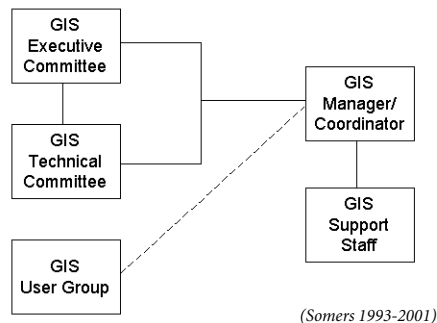 GIS
Executive
Committee
GIS
Technical
Committee
GIS
User Group
GIS
Manager/
Coordinator
GIS
Support
Staff
(Somers 1993-2001)